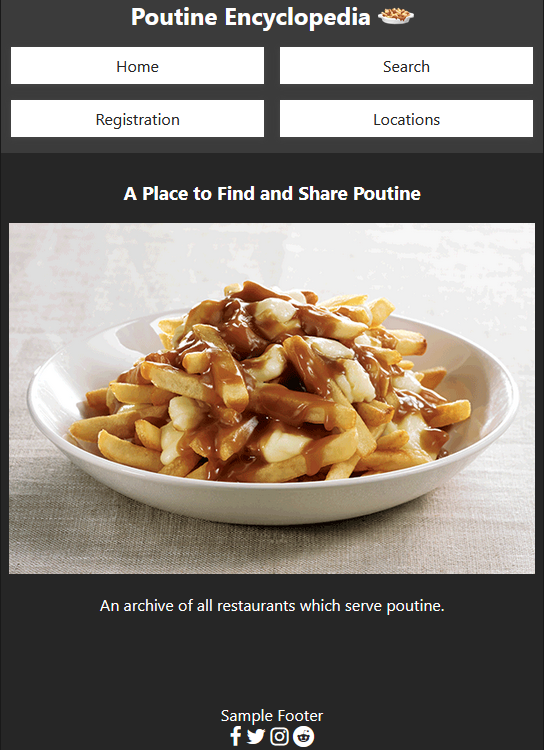 Poutine Encyclopedia
Home
Search
Registration
Locations
A Place to Find and Share Poutine
An archive of all restaurants which serve poutine.
Sample Footer